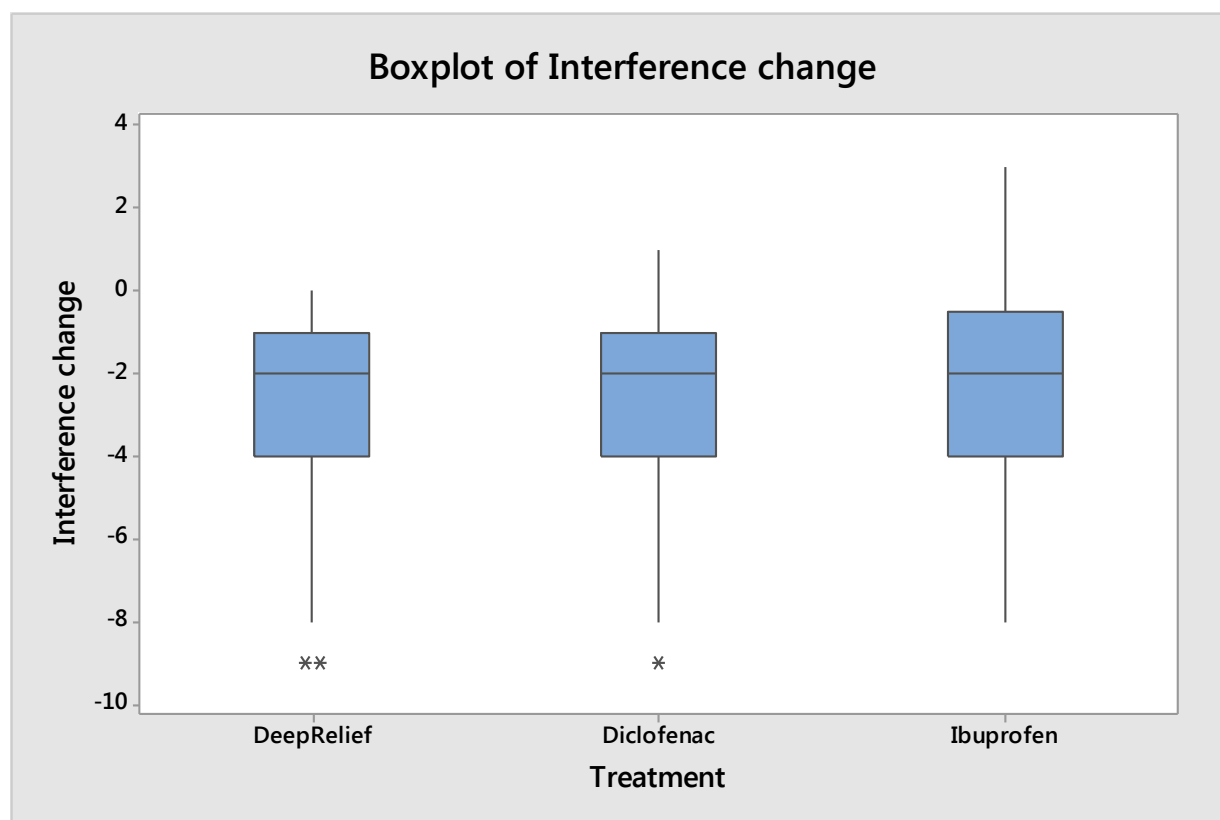 Boxplot of Interference change
4
2
0
-2
-4
-6
-8
-10
Interference change
DeepRelief Diclofenac Ibuprofen
Treatment